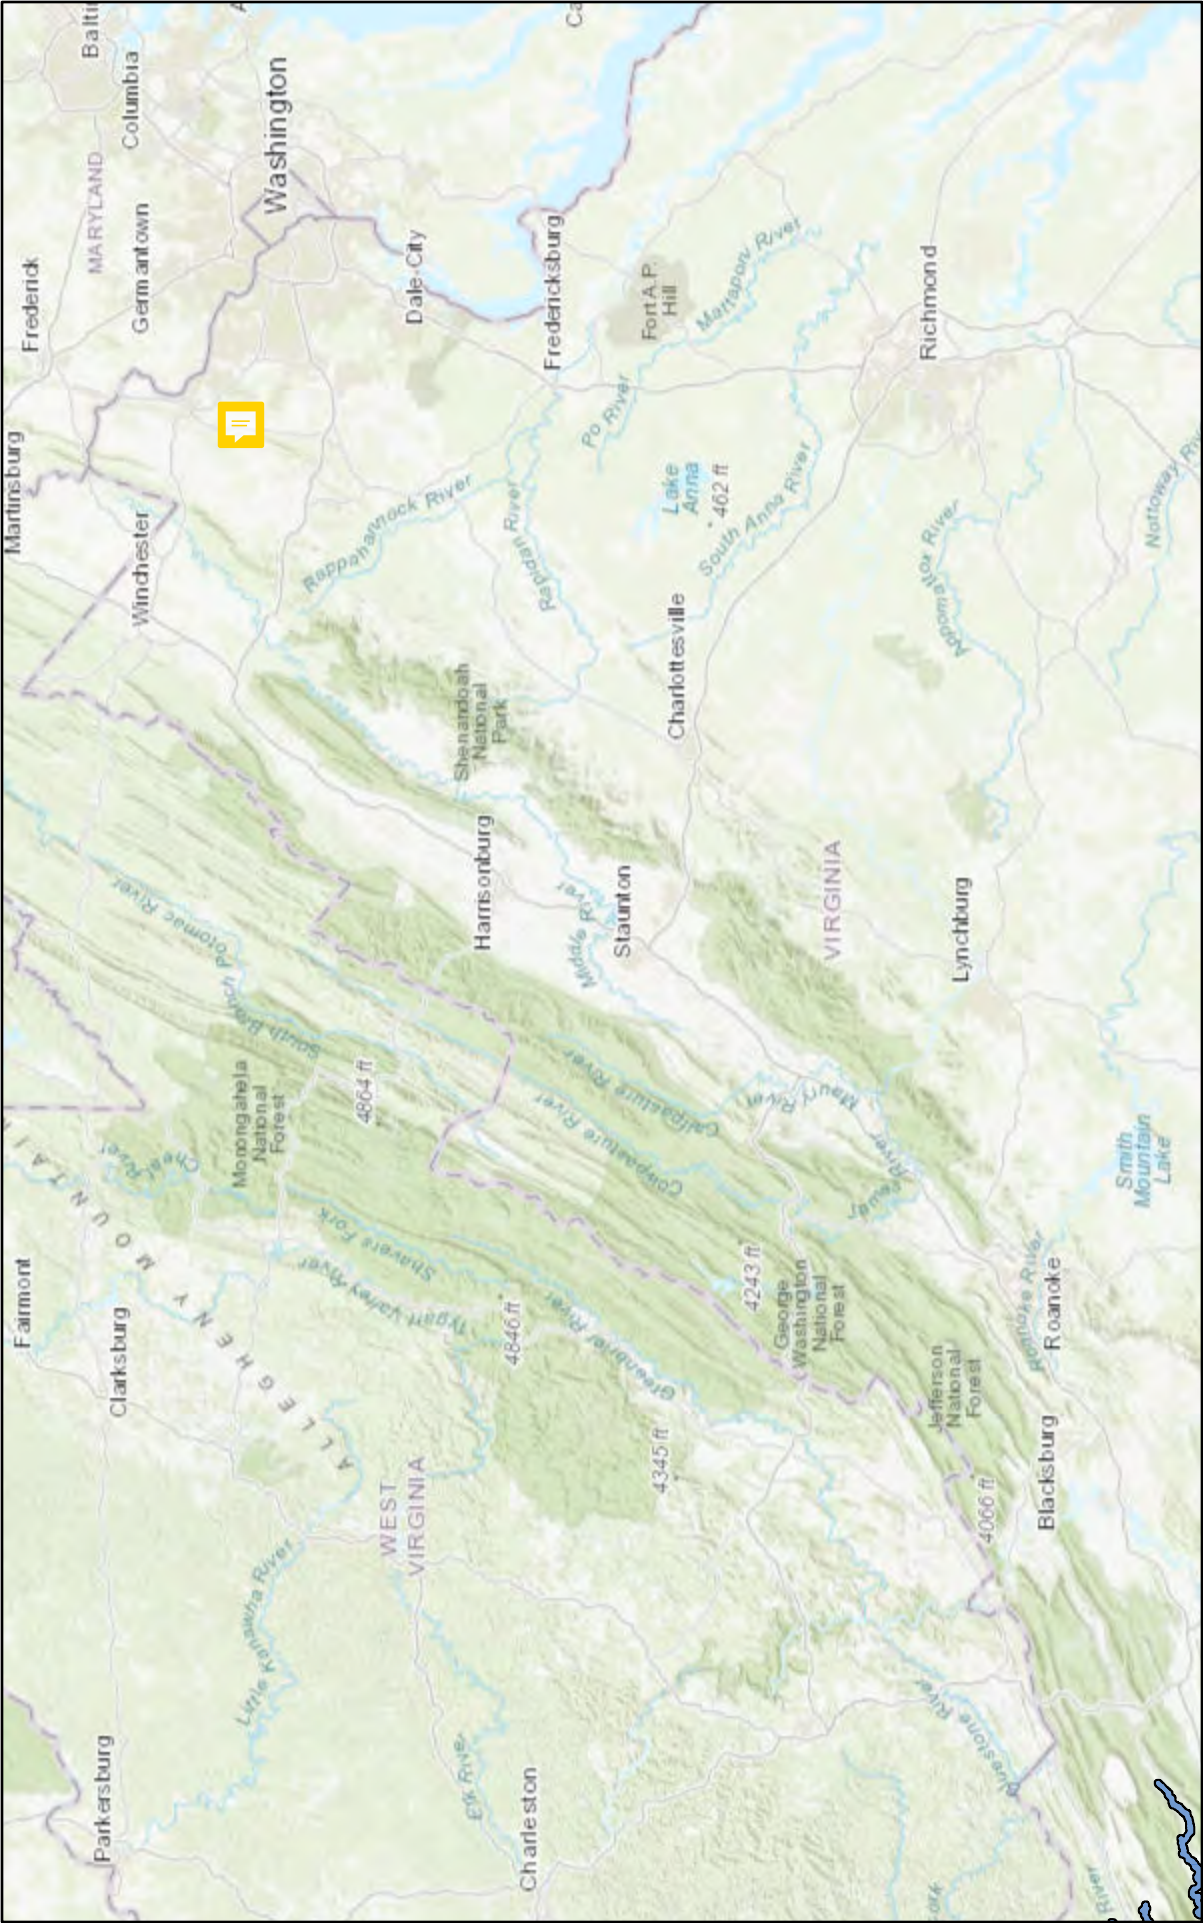 Parkersburg
Clarksburg
Fairmont
Martinsburg
Winchester
Frederick
MARYLAND
Germantown
Columbia
Washington
Dale City
Fredericksburg
Fort A.P.
Hill
Mattaponi River
Po River
Richmond
Lake
Anna
462 ft
South Anna River
Rappahannock River
Rapidan River
Shenandoah
National
Park
Charlottesville
Appomattox River
Harrisonburg
Staunton
Middle River
VIRGINIA
Lynchburg
South Branch Potomac River
Monongahela
National
Forest
4864 ft
Cheat River
ALLEGHENY
Shavers Fork
Tygart Valley River
4846 ft
Greenbrier River
4345 ft
Cowpasture River
Calfpasture River
Maury River
James River
4243 ft
George
Washington
National
Forest
Jefferson
National
Forest
Roanoke River
Roanoke
Smith
Mountain
Lake
Blacksburg
4066 ft
WEST
VIRGINIA
Little Kanawha River
Elk River
Charleston
Bluestone River
River